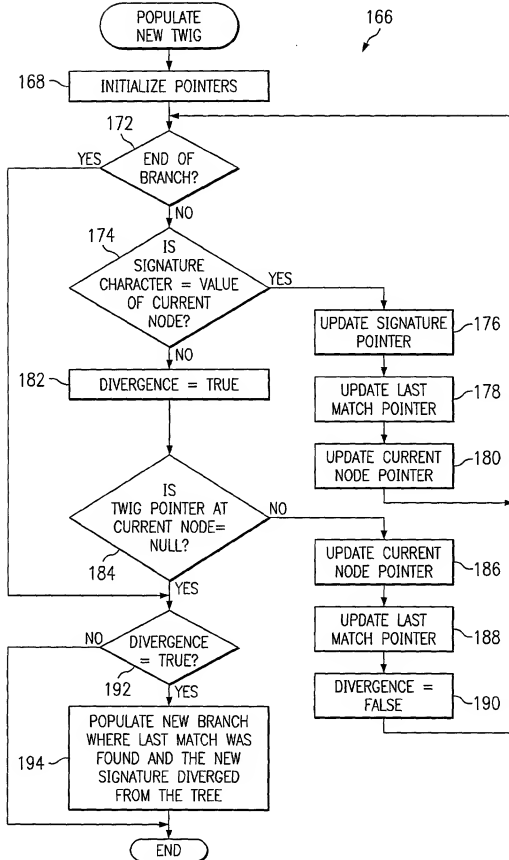 POPULATE
NEW TWIG
166
168
INITIALIZE POINTERS
172
YES
END OF
BRANCH?
NO
174
IS
SIGNATURE
CHARACTER = VALUE
OF CURRENT
NODE?
YES
UPDATE SIGNATURE
POINTER
176
NO
182
DIVERGENCE = TRUE
UPDATE LAST
MATCH POINTER
178
UPDATE CURRENT
NODE POINTER
180
IS
TWIG POINTER AT
CURRENT NODE=
NULL?
NO
184
YES
UPDATE CURRENT
NODE POINTER
186
UPDATE LAST
MATCH POINTER
188
NO
DIVERGENCE
= TRUE?
192
YES
DIVERGENCE =
FALSE
190
194
POPULATE NEW BRANCH
WHERE LAST MATCH WAS
FOUND AND THE NEW
SIGNATURE DIVERGED
FROM THE TREE
END